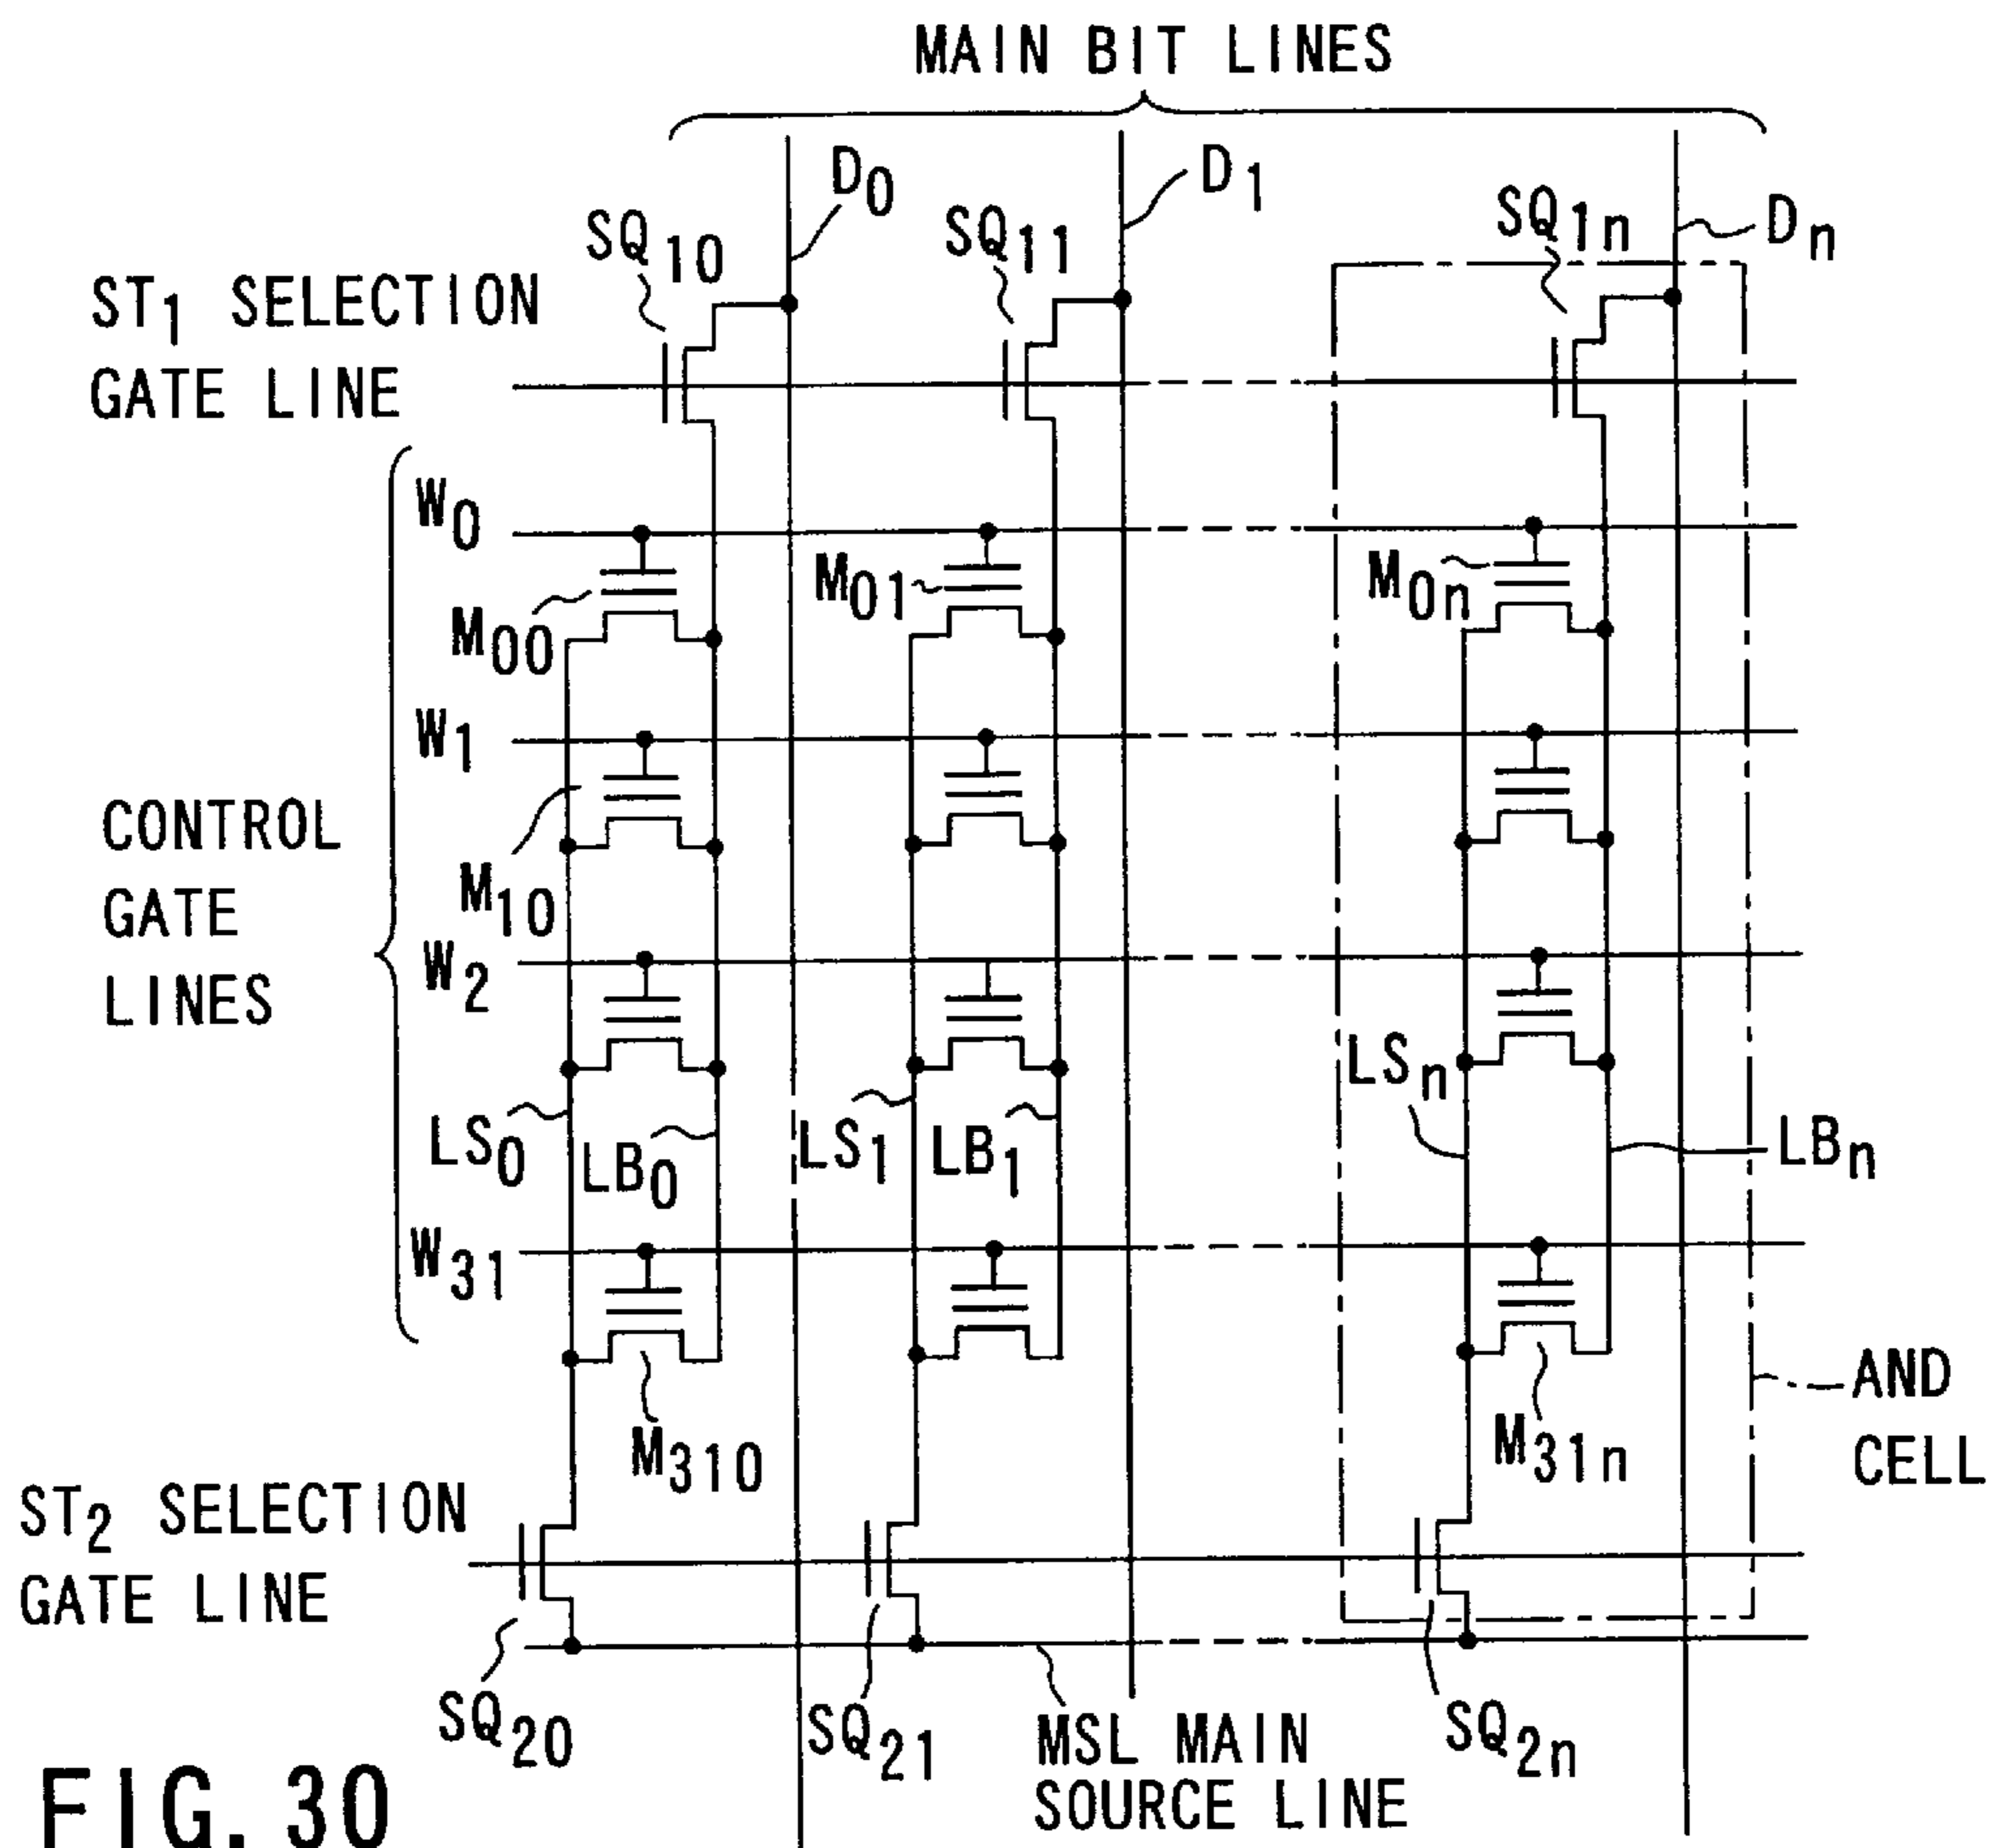 MAIN BIT LINES
D0
D1
Dn
SQ10
SQ11
SQ1n
ST1 SELECTION
GATE LINE
W0
M00
M01
M0n
W1
M10
CONTROL
GATE
LINES
W2
LS0
LB0
LS1
LB1
LSn
LBn
W31
M310
M31n
AND
CELL
ST2 SELECTION
GATE LINE
SQ20
SQ21
SQ2n
MSL MAIN
SOURCE LINE
FIG. 30